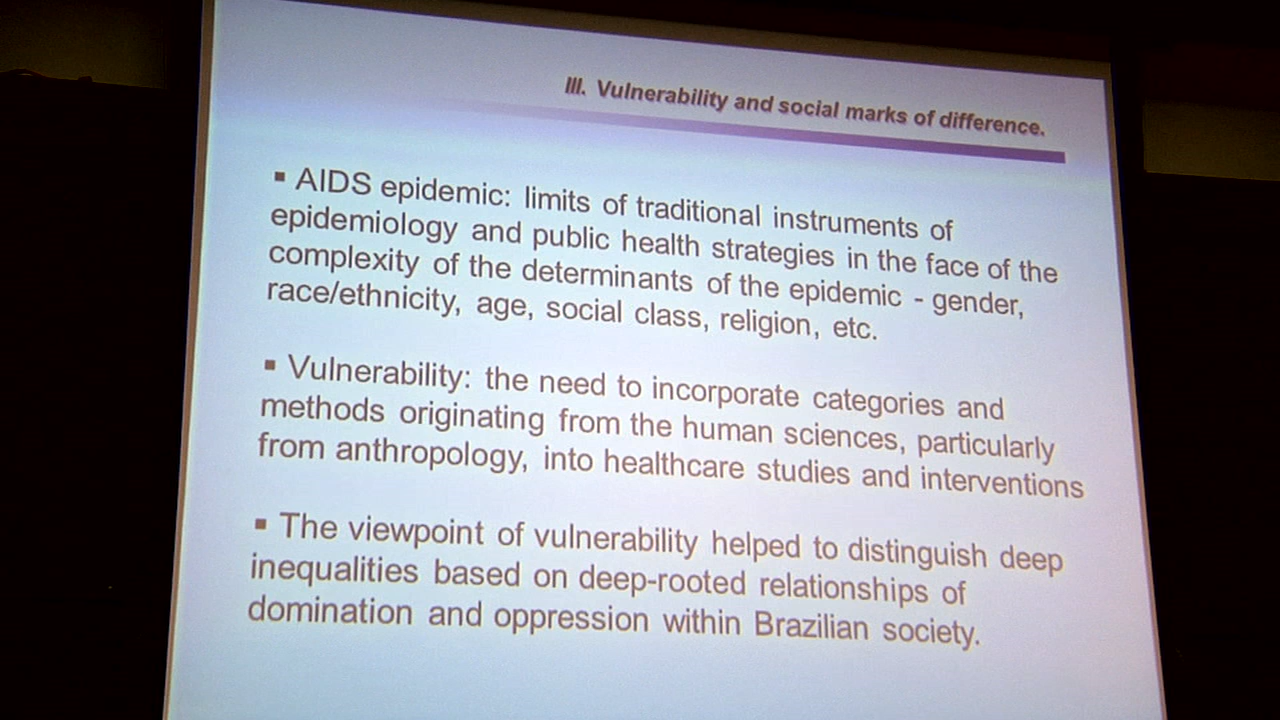 III. Vulnerability and social marks of difference.
▪ AIDS epidemic: limits of traditional instruments of
epidemiology and public health strategies in the face of the
complexity of the determinants of the epidemic - gender,
race/ethnicity, age, social class, religion, etc.
▪ Vulnerability: the need to incorporate categories and
methods originating from the human sciences, particularly
from anthropology, into healthcare studies and interventions
▪ The viewpoint of vulnerability helped to distinguish deep
inequalities based on deep-rooted relationships of
domination and oppression within Brazilian society.